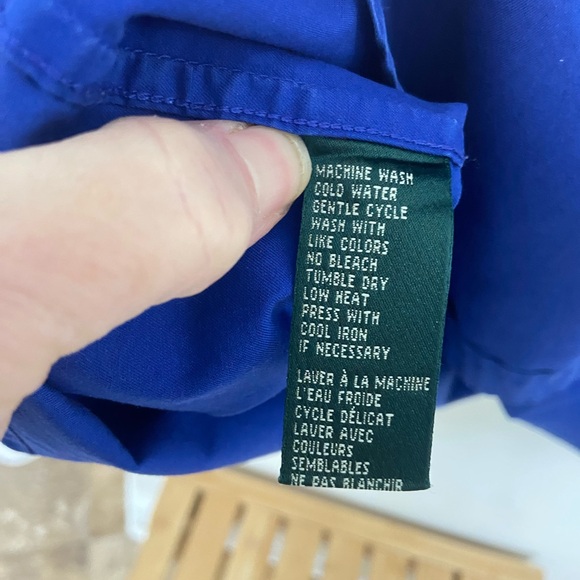 MACHINE WASH
COLD WATER
GENTLE CYCLE
WASH WITH
LIKE COLORS
NO BLEACH
TUMBLE DRY
LOW HEAT
PRESS WITH
COOL IRON
IF NECESSARY
LAVER À LA MACHINE
L'EAU FROIDE
CYCLE DÉLICAT
LAVER AVEC
COULEURS
SEMBLABLES
NE PAS BLANCHIR